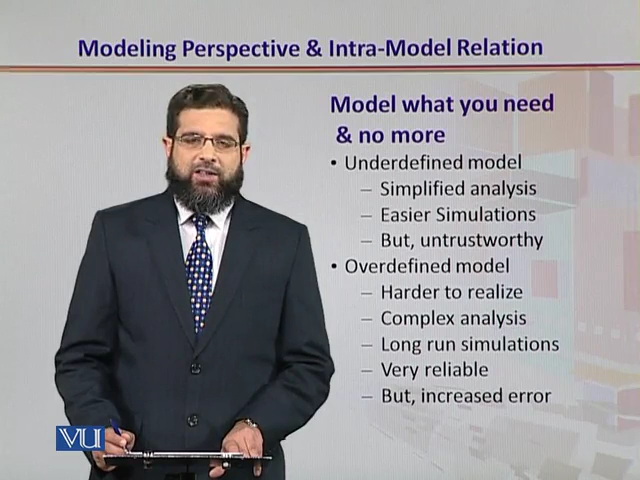 Modeling Perspective & Intra-Model Relation
Model what you need
& no more
• Underdefined model
– Simplified analysis
– Easier Simulations
– But, untrustworthy
• Overdefined model
– Harder to realize
– Complex analysis
– Long run simulations
– Very reliable
– But, increased error
VU